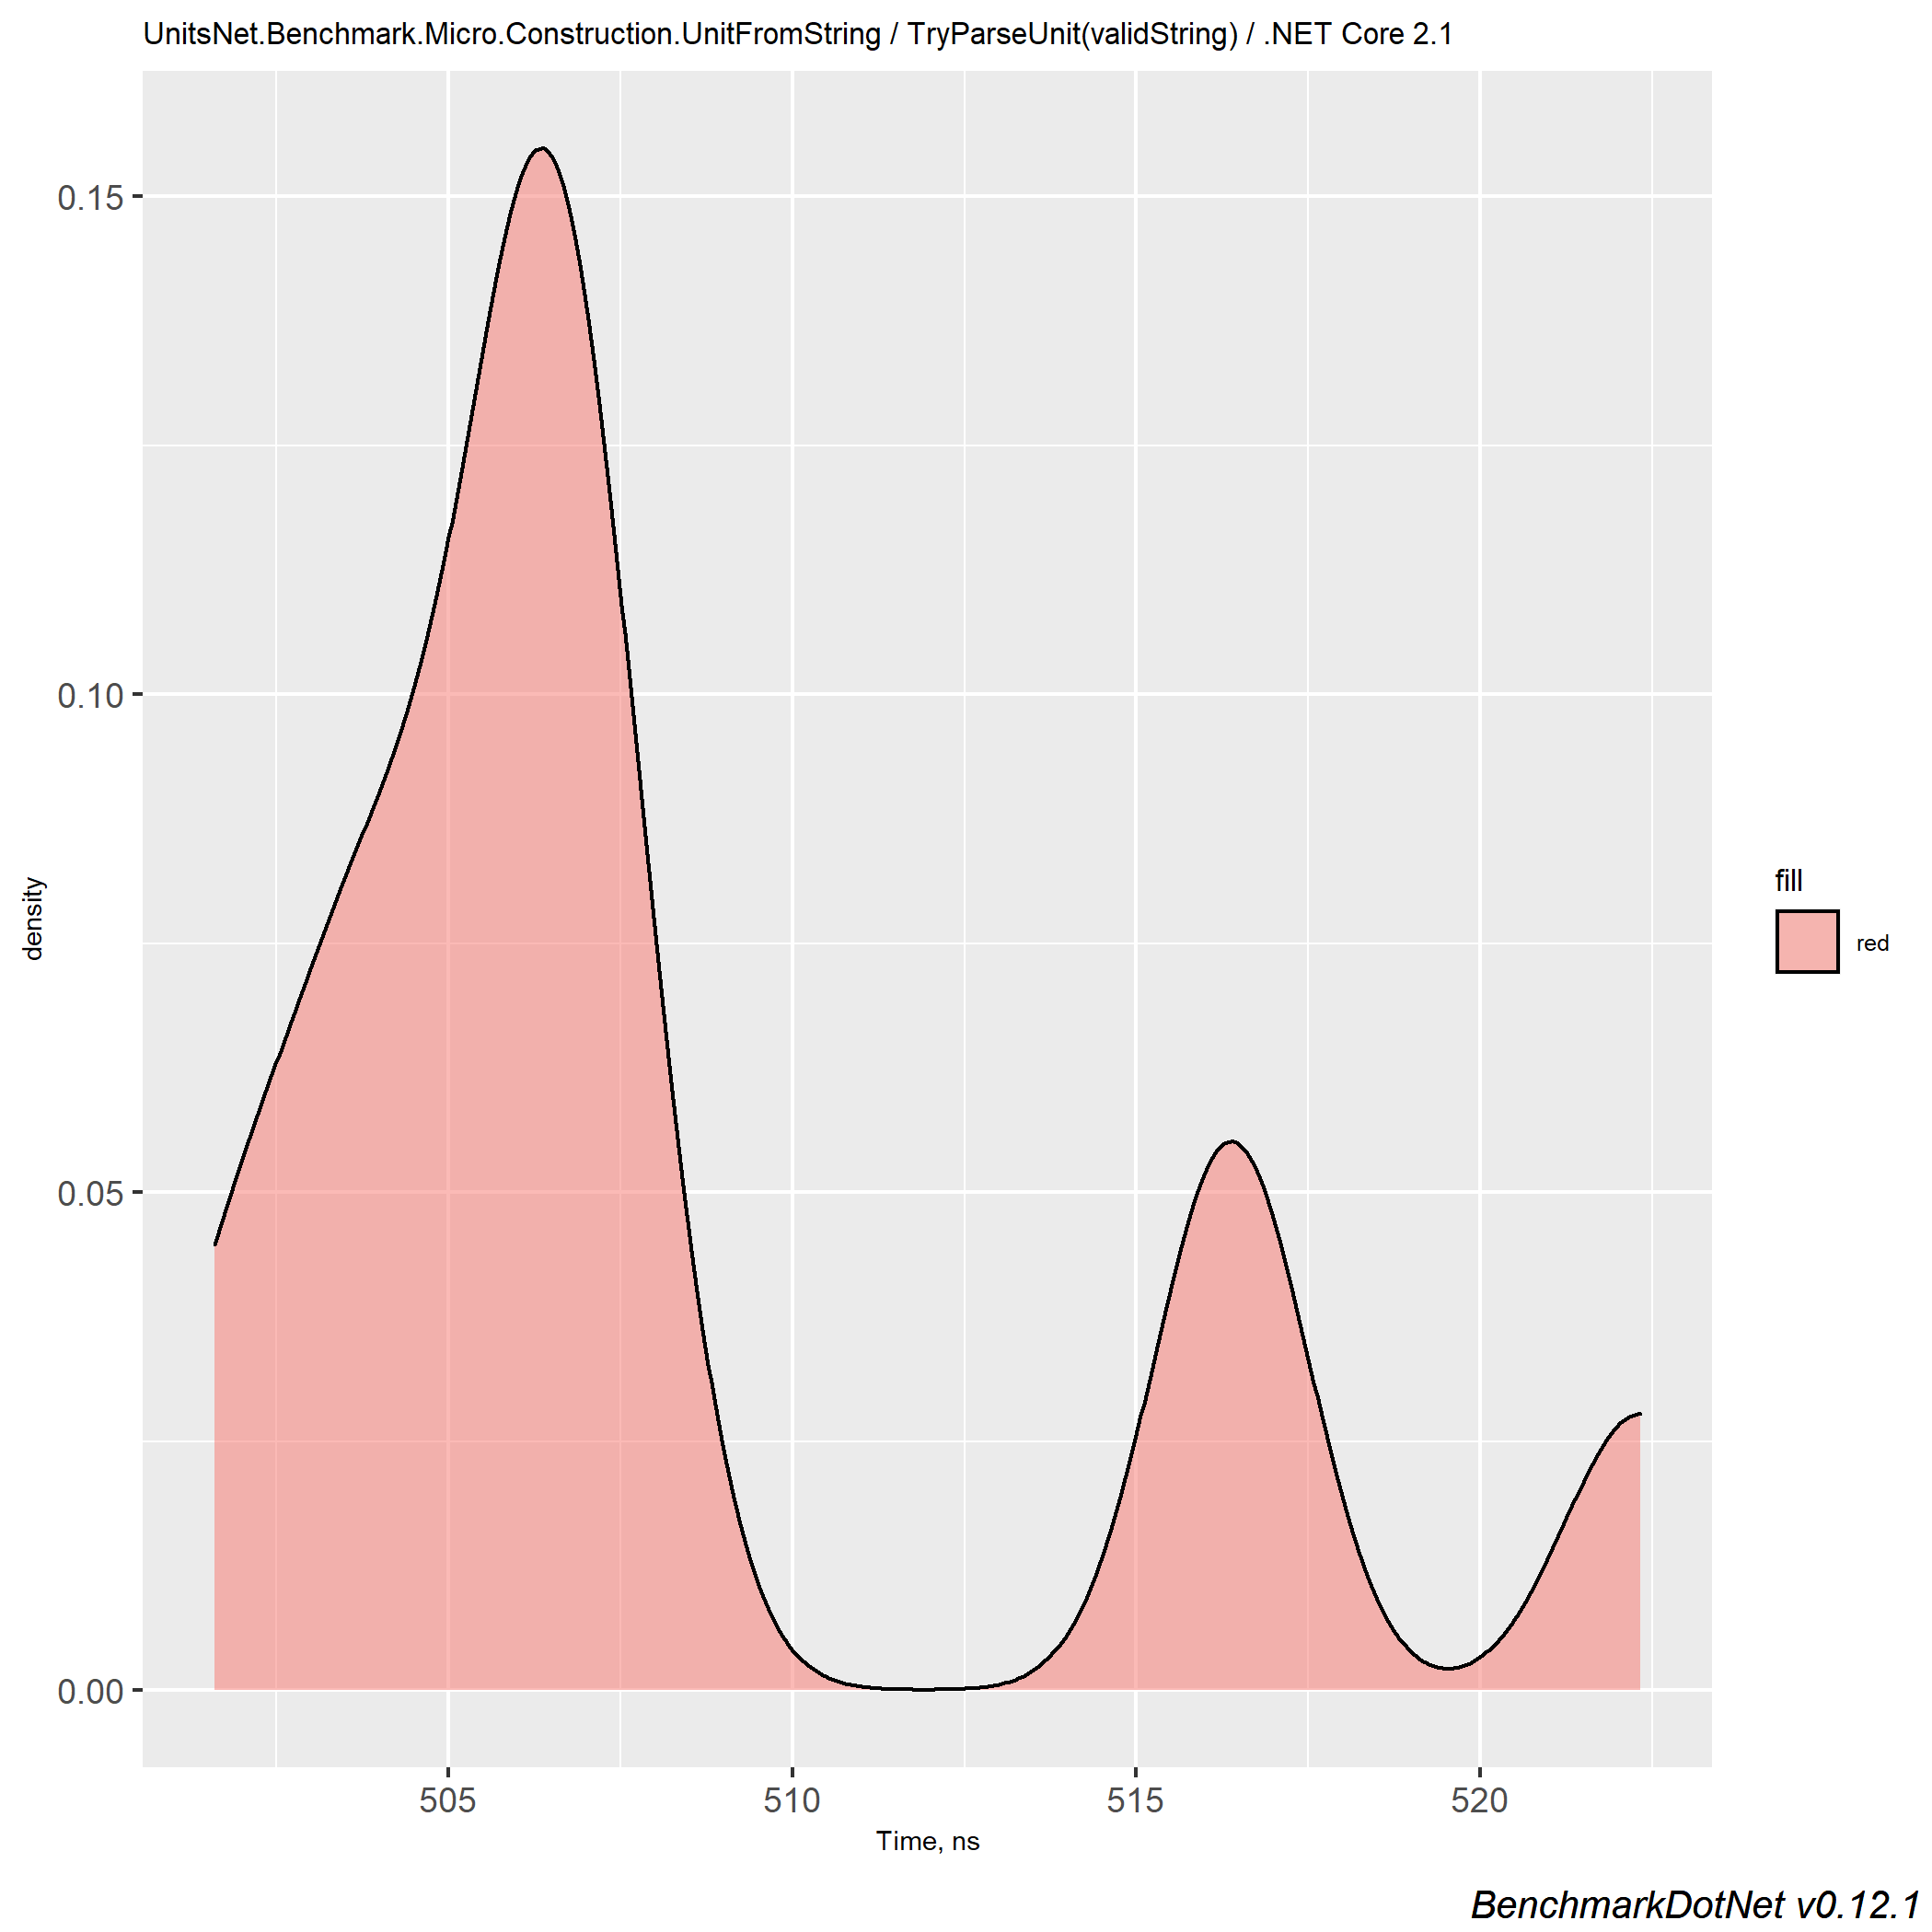 UnitsNet.Benchmark.Micro.Construction.UnitFromString / TryParseUnit(validString) / .NET Core 2.1
0.15
0.10
0.05
0.00
density
505 510 515 520
Time, ns
fill
red
BenchmarkDotNet v0.12.1